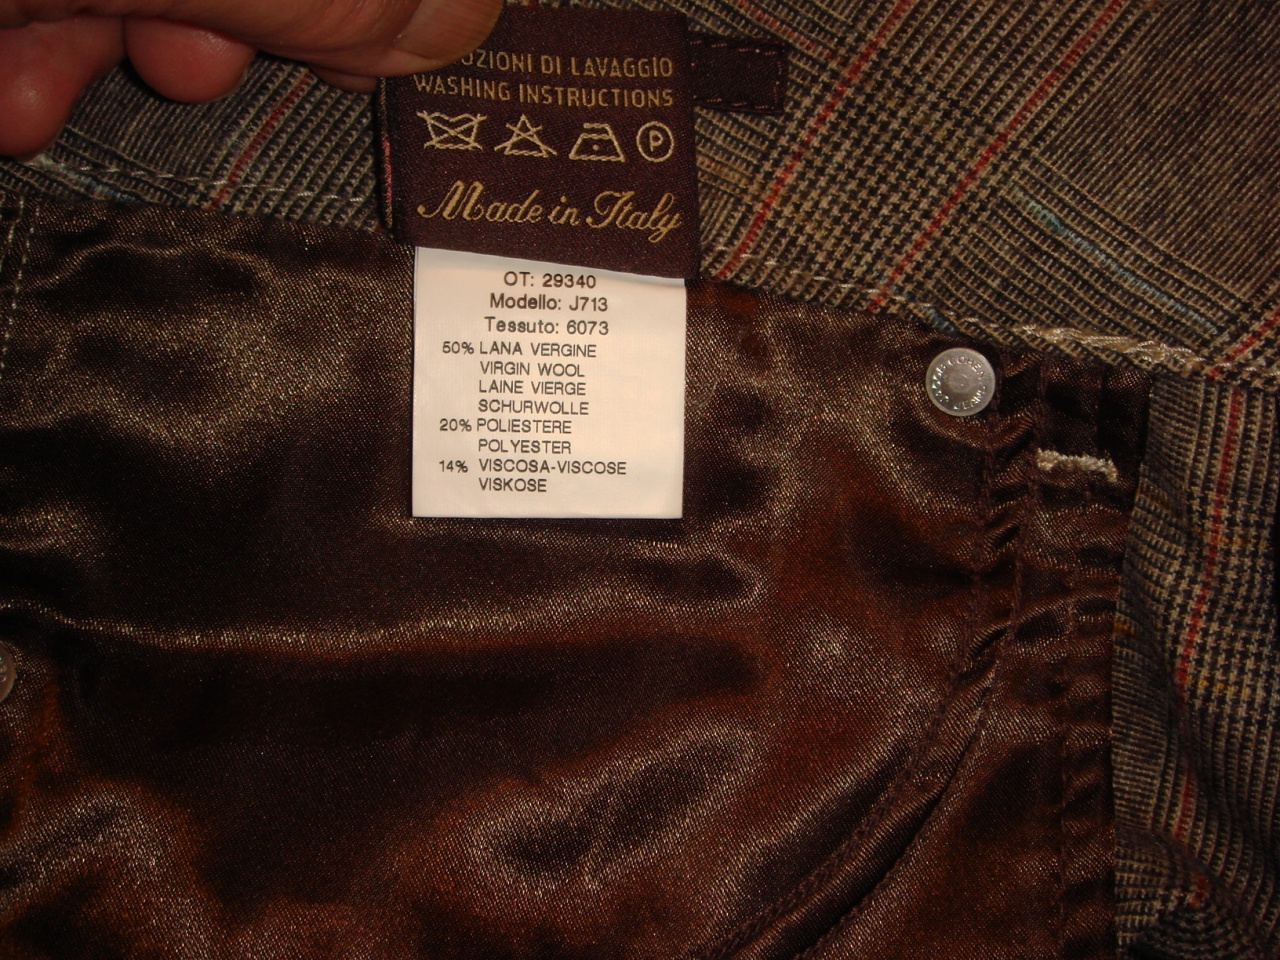 UZIONI DI LAVAGGIO
WASHING INSTRUCTIONS
P
Made in Italy
OT: 29340
Modello: J713
Tessuto: 6073
50% LANA VERGINE
VIRGIN WOOL
LAINE VIERGE
SCHURWOLLE
20% POLIESTERE
POLYESTER
14% VISCOSA-VISCOSE
VISKOSE